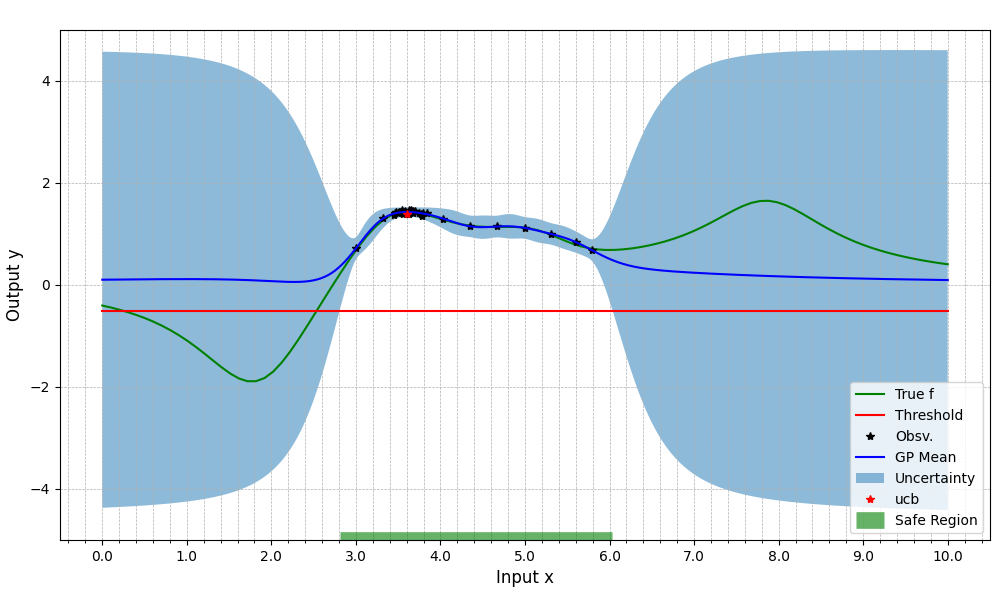 4
2
0
−2
−4
Output y
0.0 1.0 2.0 3.0 4.0 5.0 6.0 7.0 8.0 9.0 10.0
Input x
True f
Threshold
Obsv.
GP Mean
Uncertainty
ucb
Safe Region